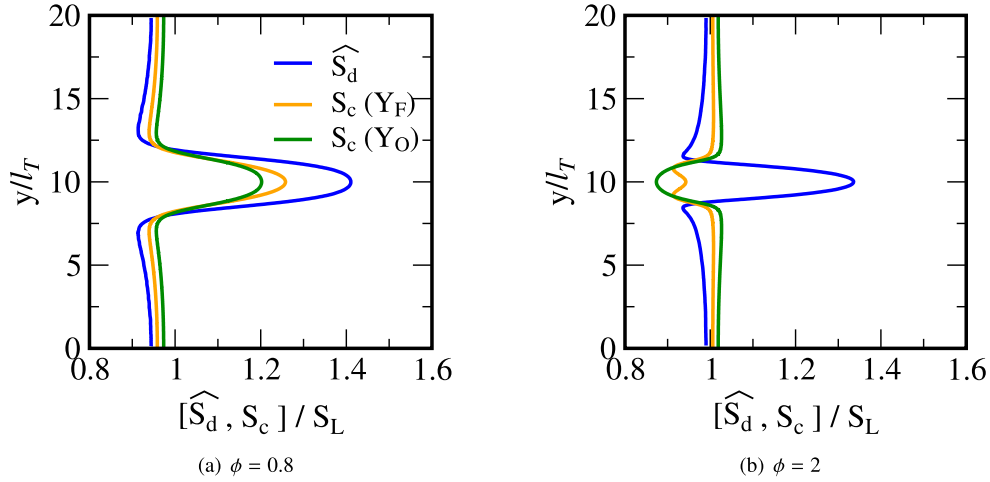 20
15
10
5
0
y/l_T
0.8 1 1.2 1.4 1.6
[Ŝ_d , S_c ] / S_L
Ŝ_d
S_c (Y_F)
S_c (Y_O)
(a) ϕ = 0.8
20
15
10
5
0
y/l_T
0.8 1 1.2 1.4 1.6
[Ŝ_d , S_c ] / S_L
(b) ϕ = 2